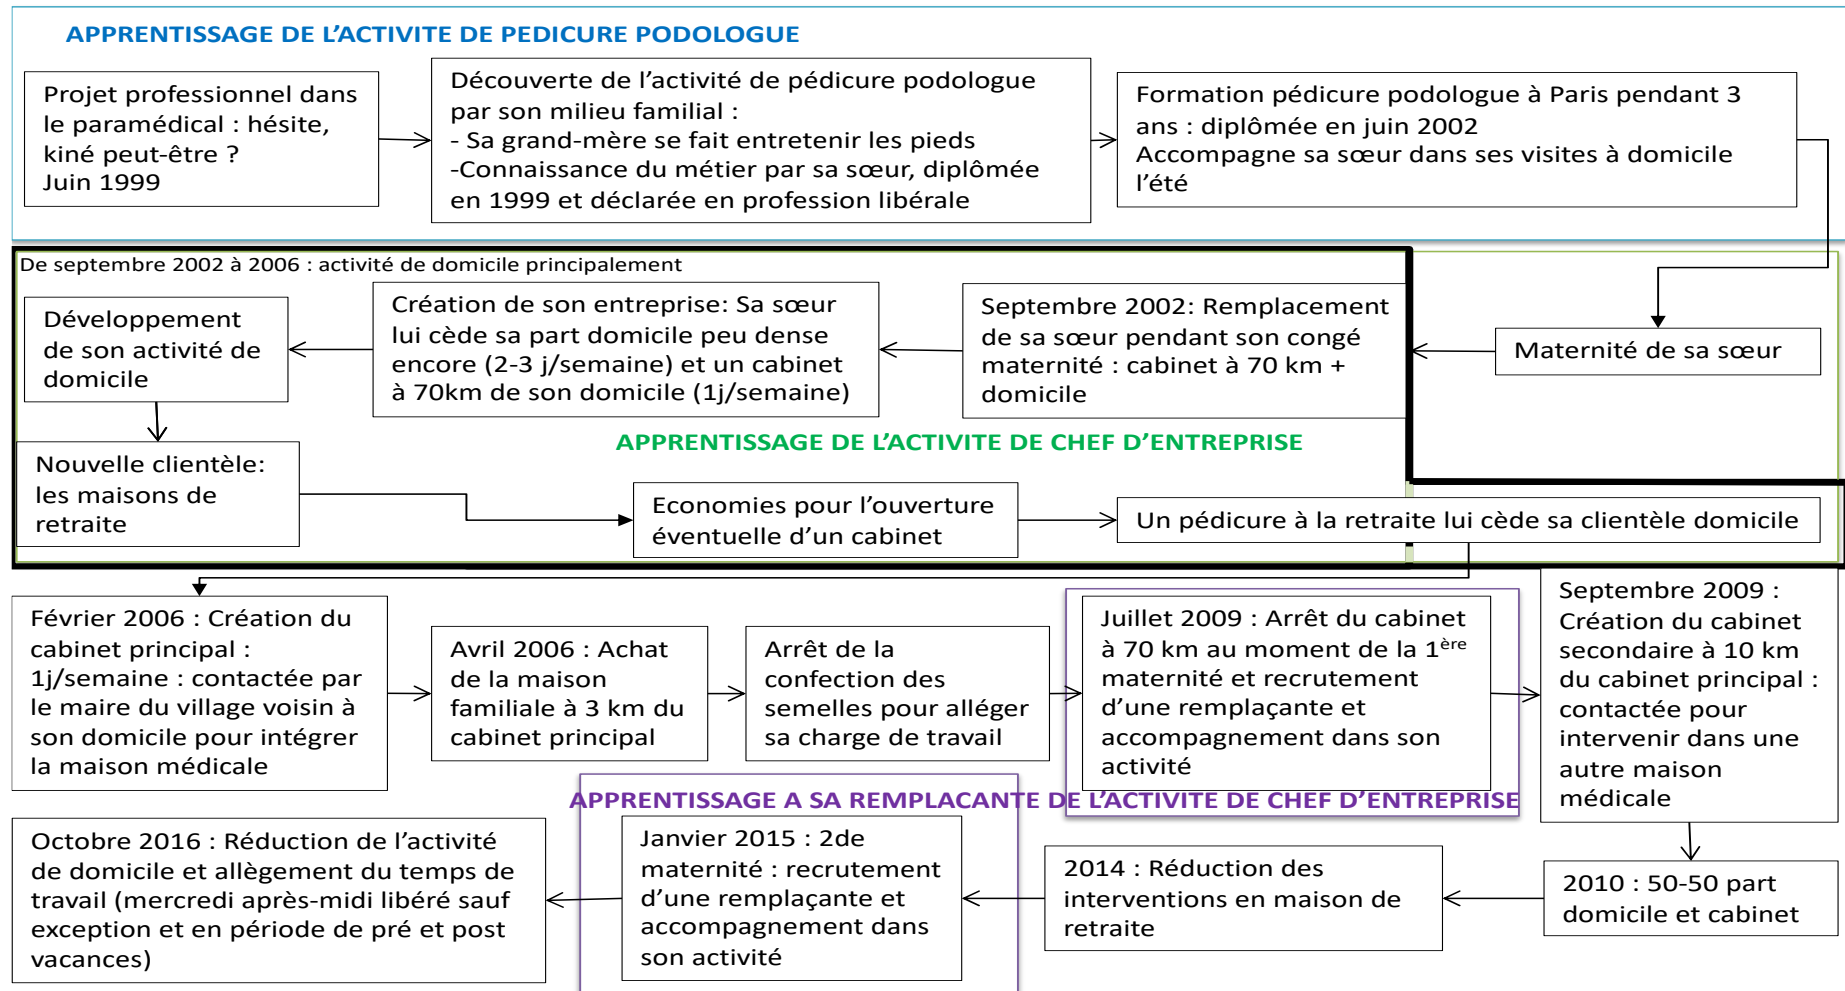 APPRENTISSAGE DE L’ACTIVITE DE PEDICURE PODOLOGUE
Projet professionnel dans
le paramédical : hésite,
kiné peut-être ?
Juin 1999
Découverte de l’activité de pédicure podologue
par son milieu familial :
- Sa grand-mère se fait entretenir les pieds
-Connaissance du métier par sa sœur, diplômée
en 1999 et déclarée en profession libérale
Formation pédicure podologue à Paris pendant 3
ans : diplômée en juin 2002
Accompagne sa sœur dans ses visites à domicile
l’été
De septembre 2002 à 2006 : activité de domicile principalement
Maternité de sa sœur
Septembre 2002: Remplacement
de sa sœur pendant son congé
maternité : cabinet à 70 km +
domicile
Création de son entreprise: Sa sœur
lui cède sa part domicile peu dense
encore (2-3 j/semaine) et un cabinet
à 70km de son domicile (1j/semaine)
Développement
de son activité de
domicile
APPRENTISSAGE DE L’ACTIVITE DE CHEF D’ENTREPRISE
Nouvelle clientèle:
les maisons de
retraite
Economies pour l’ouverture
éventuelle d’un cabinet
Un pédicure à la retraite lui cède sa clientèle domicile
Février 2006 : Création du
cabinet principal :
1j/semaine : contactée par
le maire du village voisin à
son domicile pour intégrer
la maison médicale
Avril 2006 : Achat
de la maison
familiale à 3 km du
cabinet principal
Arrêt de la
confection des
semelles pour alléger
sa charge de travail
Juillet 2009 : Arrêt du cabinet
à 70 km au moment de la 1ère
maternité et recrutement
d’une remplaçante et
accompagnement dans son
activité
Septembre 2009 :
Création du cabinet
secondaire à 10 km
du cabinet principal :
contactée pour
intervenir dans une
autre maison
médicale
APPRENTISSAGE A SA REMPLACANTE DE L’ACTIVITE DE CHEF D’ENTREPRISE
2010 : 50-50 part
domicile et cabinet
2014 : Réduction des
interventions en maison de
retraite
Janvier 2015 : 2de
maternité : recrutement
d’une remplaçante et
accompagnement dans
son activité
Octobre 2016 : Réduction de l’activité
de domicile et allègement du temps de
travail (mercredi après-midi libéré sauf
exception et en période de pré et post
vacances)